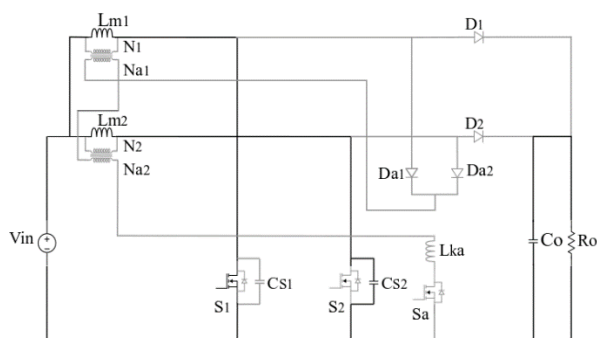 Lm1
D1
N1
Na1
Lm2
D2
N2
Na2
Da1
Da2
Vin
Lka
Co
Ro
CS1
CS2
S1
S2
Sa